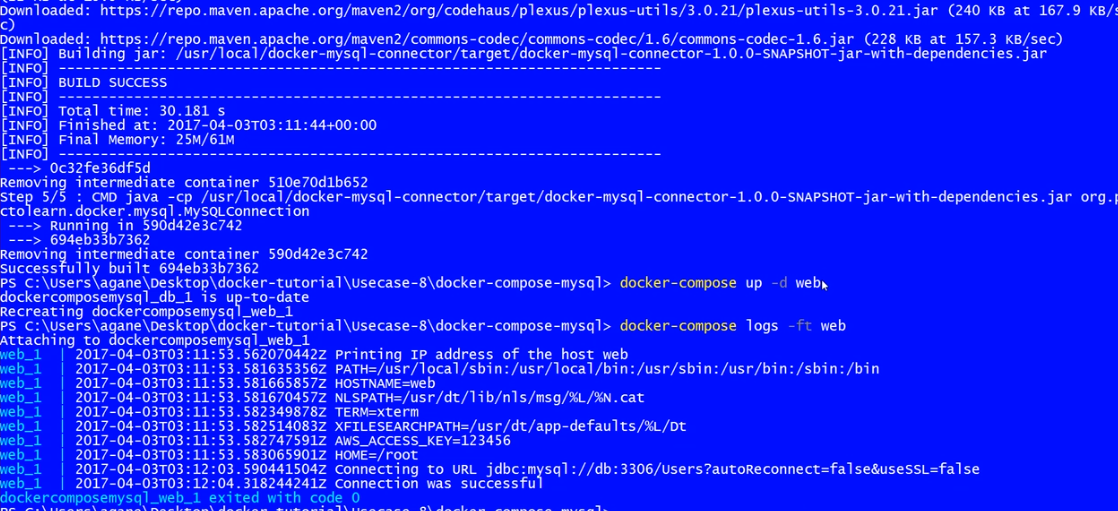 Downloaded: https://repo.maven.apache.org/maven2/org/codehaus/plexus/plexus-utils/3.0.21/plexus-utils-3.0.21.jar (240 KB at 167.9 KB/s
c)
Downloaded: https://repo.maven.apache.org/maven2/commons-codec/commons-codec/1.6/commons-codec-1.6.jar (228 KB at 157.3 KB/sec)
[INFO] Building jar: /usr/local/docker-mysql-connector/target/docker-mysql-connector-1.0.0-SNAPSHOT-jar-with-dependencies.jar
[INFO] ------------------------------------------------------------------------
[INFO] BUILD SUCCESS
[INFO] ------------------------------------------------------------------------
[INFO] Total time: 30.181 s
[INFO] Finished at: 2017-04-03T03:11:44+00:00
[INFO] Final Memory: 25M/61M
[INFO] ------------------------------------------------------------------------
 ---> 0c32fe36df5d
Removing intermediate container 510e70d1b652
Step 5/5 : CMD java -cp /usr/local/docker-mysql-connector/target/docker-mysql-connector-1.0.0-SNAPSHOT-jar-with-dependencies.jar org.p
ctolearn.docker.mysql.MySQLConnection
 ---> Running in 590d42e3c742
 ---> 694eb33b7362
Removing intermediate container 590d42e3c742
Successfully built 694eb33b7362
PS C:\Users\agane\Desktop\docker-tutorial\Usecase-8\docker-compose-mysql> docker-compose up -d web
dockercomposemysql_db_1 is up-to-date
Recreating dockercomposemysql_web_1
PS C:\Users\agane\Desktop\docker-tutorial\Usecase-8\docker-compose-mysql> docker-compose logs -ft web
Attaching to dockercomposemysql_web_1
web_1  | 2017-04-03T03:11:53.562070442Z Printing IP address of the host web
web_1  | 2017-04-03T03:11:53.581635356Z PATH=/usr/local/sbin:/usr/local/bin:/usr/sbin:/usr/bin:/sbin:/bin
web_1  | 2017-04-03T03:11:53.581665857Z HOSTNAME=web
web_1  | 2017-04-03T03:11:53.581670457Z NLSPATH=/usr/dt/lib/nls/msg/%L/%N.cat
web_1  | 2017-04-03T03:11:53.582349878Z TERM=xterm
web_1  | 2017-04-03T03:11:53.582514083Z XFILESEARCHPATH=/usr/dt/app-defaults/%L/Dt
web_1  | 2017-04-03T03:11:53.582747591Z AWS_ACCESS_KEY=123456
web_1  | 2017-04-03T03:11:53.583065901Z HOME=/root
web_1  | 2017-04-03T03:12:03.590441504Z Connecting to URL jdbc:mysql://db:3306/Users?autoReconnect=false&useSSL=false
web_1  | 2017-04-03T03:12:04.318244241Z Connection was successful
dockercomposemysql_web_1 exited with code 0
PS C:\Users\agane\Desktop\docker-tutorial\Usecase-8\docker-compose-mysql>